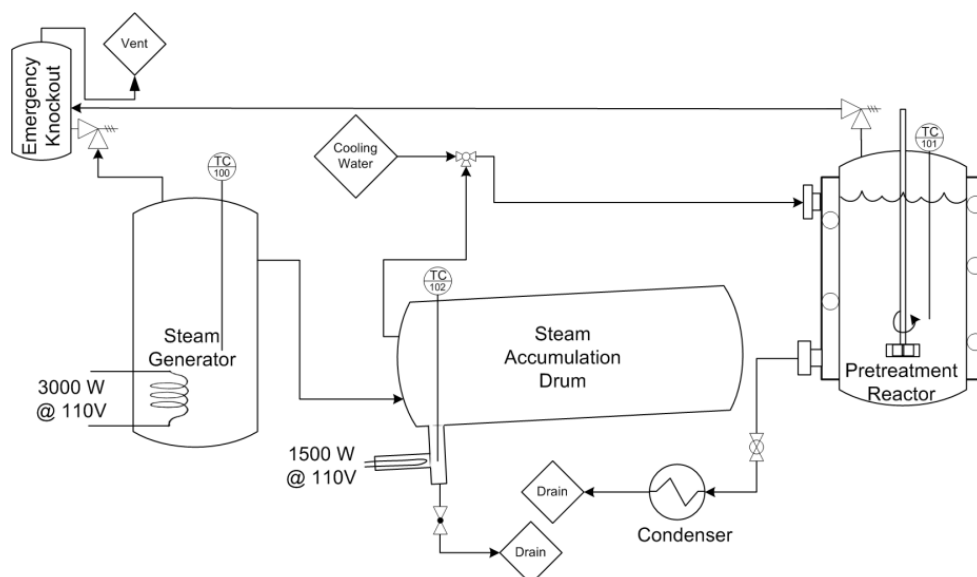 Vent
Emergency
Knockout
TC
100
Cooling
Water
TC
101
TC
102
Steam
Generator
3000 W
@ 110V
Steam
Accumulation
Drum
Pretreatment
Reactor
1500 W
@ 110V
Drain
Condenser
Drain